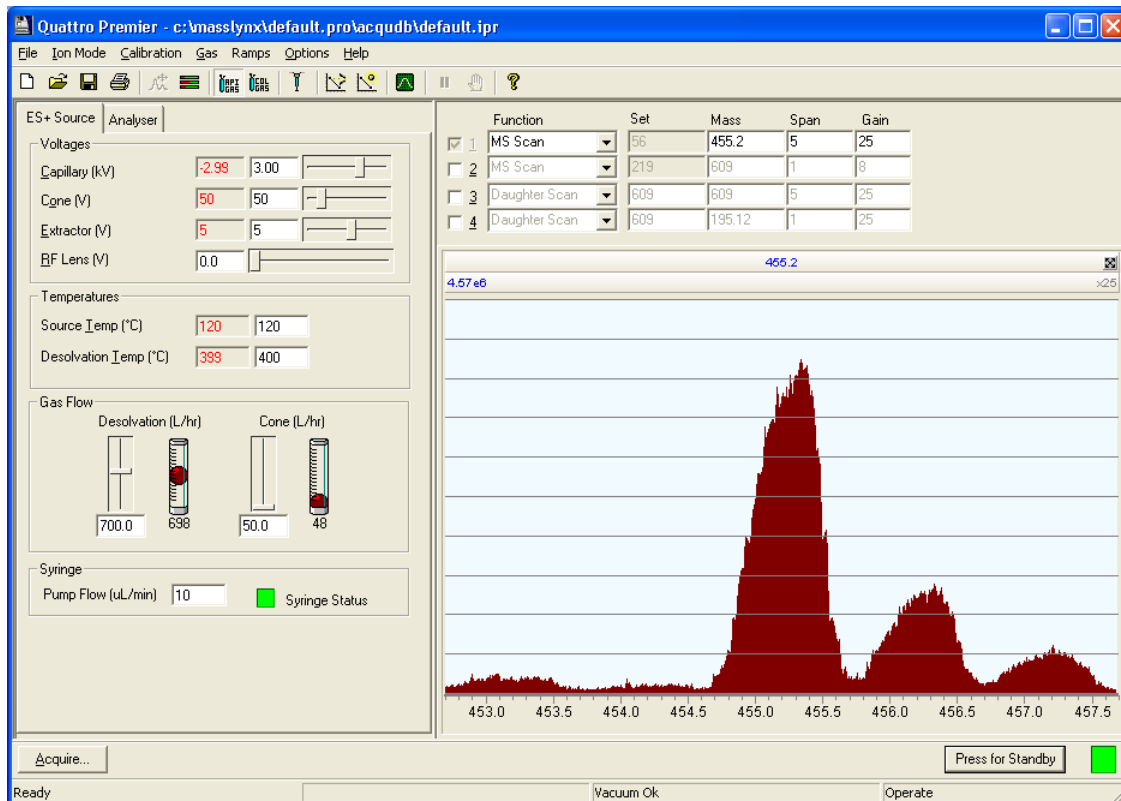 Quattro Premier - c:\masslynx\default.pro\acqudb\default.ipr
File Ion Mode Calibration Gas Ramps Options Help
API GAS COL GAS
ES+ Source Analyser
Voltages
Capillary (kV) -2.99 3.00
Cone (V) 50 50
Extractor (V) 5 5
RF Lens (V) 0.0
Temperatures
Source Temp (°C) 120 120
Desolvation Temp (°C) 399 400
Gas Flow
Desolvation (L/hr) Cone (L/hr)
700.0 698 50.0 48
Syringe
Pump Flow (uL/min) 10 Syringe Status
Function Set Mass Span Gain
1 MS Scan 56 455.2 5 25
2 MS Scan 219 609 1 8
3 Daughter Scan 609 609 5 25
4 Daughter Scan 609 195.12 1 25
455.2
4.57e6 x25
453.0 453.5 454.0 454.5 455.0 455.5 456.0 456.5 457.0 457.5
Acquire... Press for Standby
Ready Vacuum Ok Operate